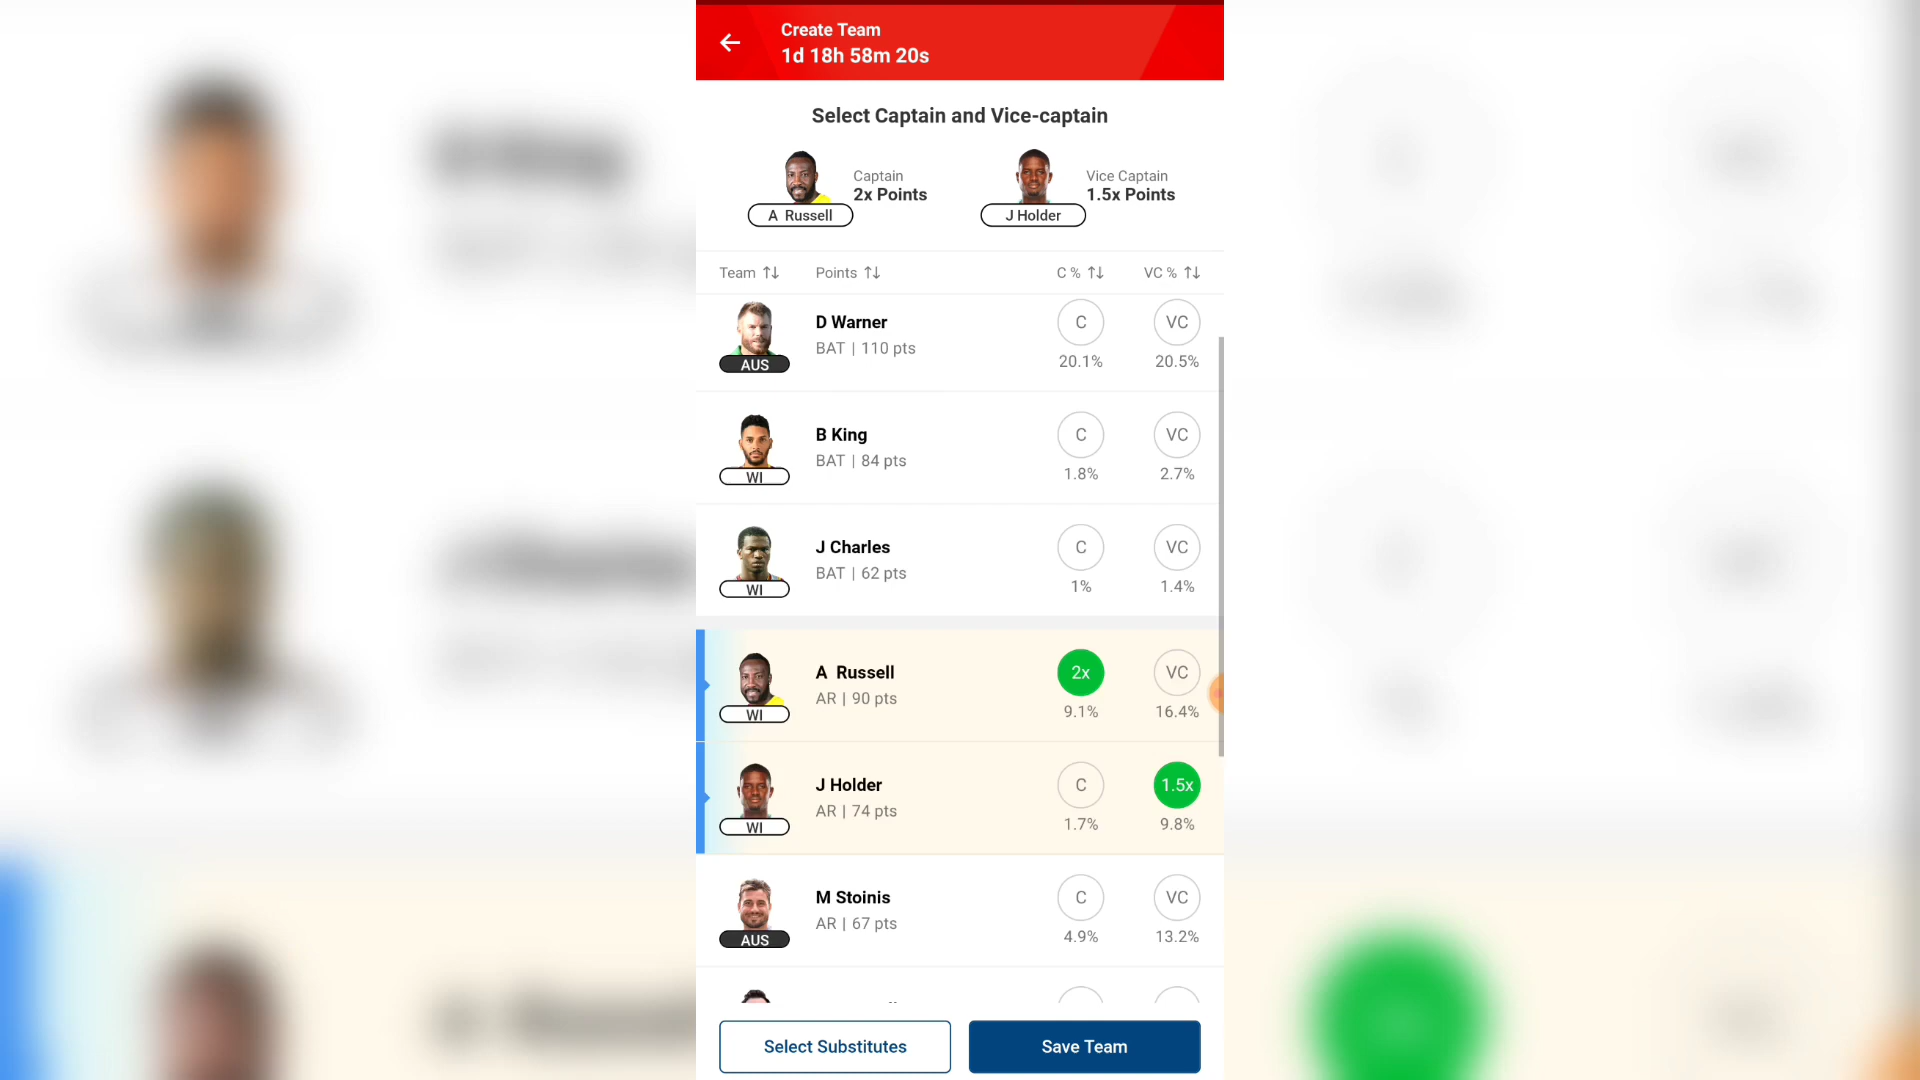 Create Team
1d 18h 58m 20s
Select Captain and Vice-captain
Captain
2x Points
A Russell
Vice Captain
1.5x Points
J Holder
Team Points C % VC %
D Warner
BAT | 110 pts
AUS
C
20.1%
VC
20.5%
B King
BAT | 84 pts
WI
C
1.8%
VC
2.7%
J Charles
BAT | 62 pts
WI
C
1%
VC
1.4%
A Russell
AR | 90 pts
WI
2x
9.1%
VC
16.4%
J Holder
AR | 74 pts
WI
C
1.7%
1.5x
9.8%
M Stoinis
AR | 67 pts
AUS
C
4.9%
VC
13.2%
Select Substitutes
Save Team